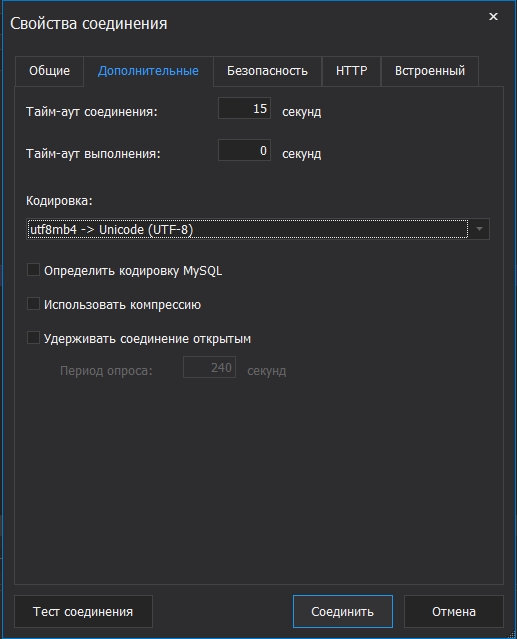 Свойства соединения
Общие Дополнительные Безопасность HTTP Встроенный
Тайм-аут соединения: 15 секунд
Тайм-аут выполнения: 0 секунд
Кодировка:
utf8mb4 -> Unicode (UTF-8)
Определить кодировку MySQL
Использовать компрессию
Удерживать соединение открытым
Период опроса: 240 секунд
Тест соединения Соединить Отмена